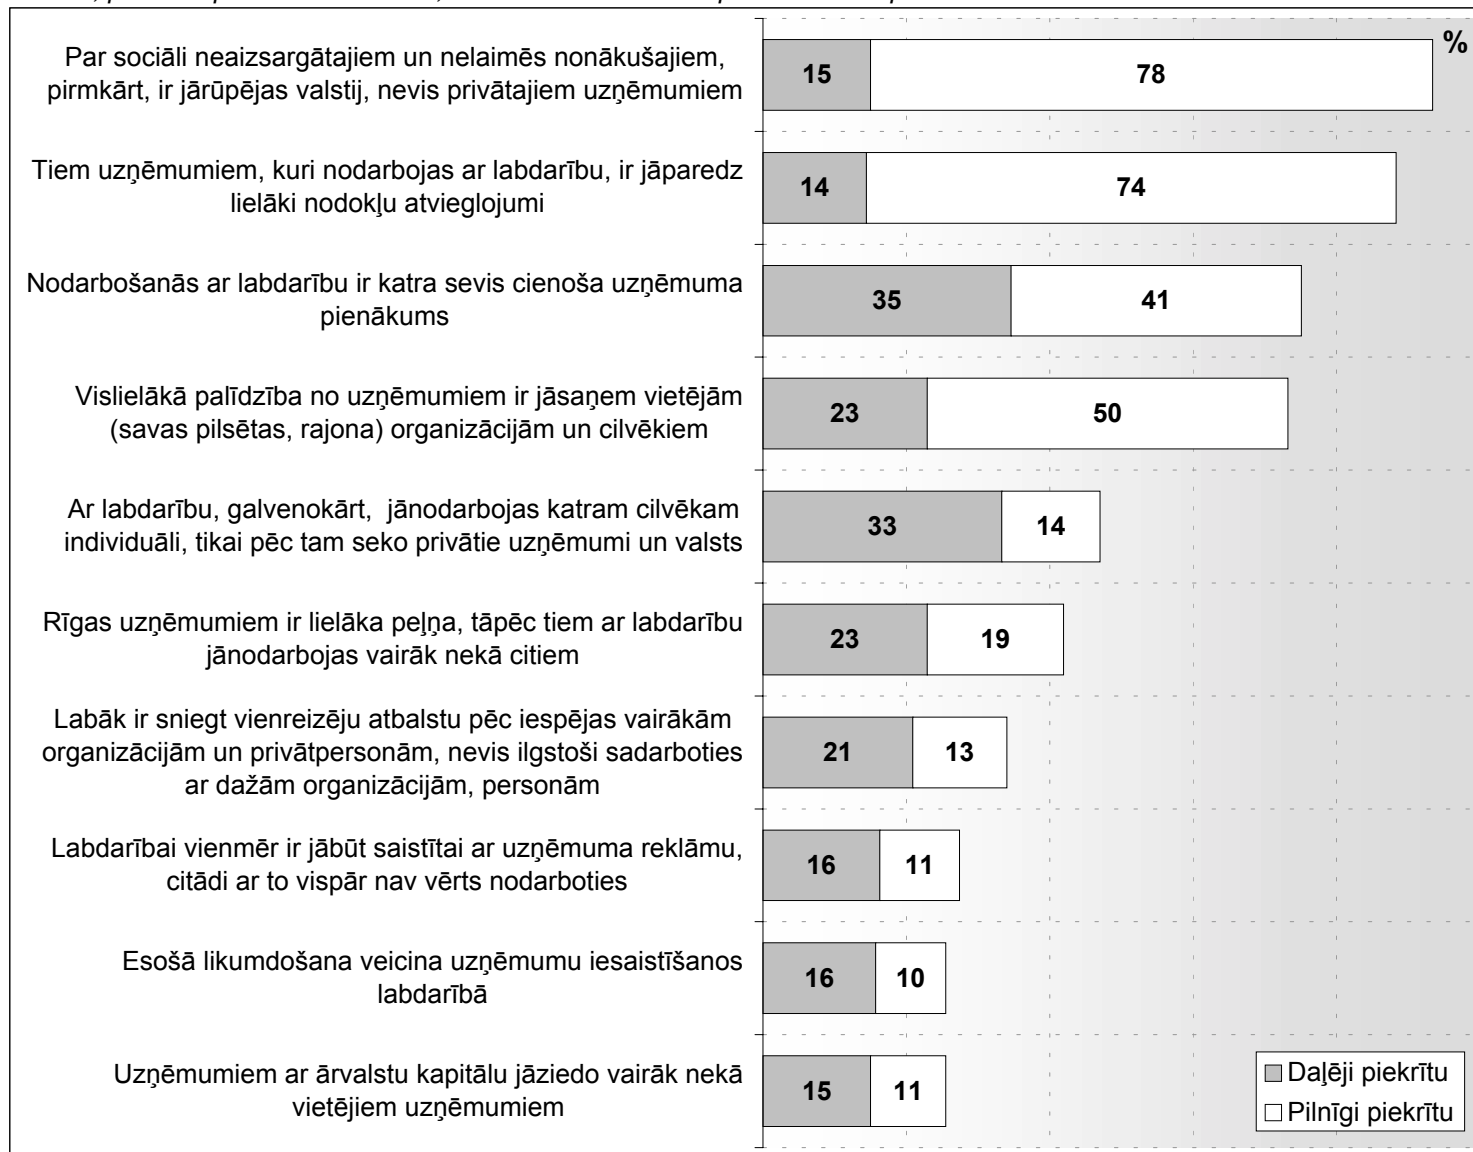 %
Par sociāli neaizsargātajiem un nelaimēs nonākušajiem,
pirmkārt, ir jārūpējas valstij, nevis privātajiem uzņēmumiem
15 78
Tiem uzņēmumiem, kuri nodarbojas ar labdarību, ir jāparedz
lielāki nodokļu atvieglojumi
14 74
Nodarbošanās ar labdarību ir katra sevis cienoša uzņēmuma
pienākums
35 41
Vislielākā palīdzība no uzņēmumiem ir jāsaņem vietējām
(savas pilsētas, rajona) organizācijām un cilvēkiem
23 50
Ar labdarību, galvenokārt, jānodarbojas katram cilvēkam
individuāli, tikai pēc tam seko privātie uzņēmumi un valsts
33 14
Rīgas uzņēmumiem ir lielāka peļņa, tāpēc tiem ar labdarību
jānodarbojas vairāk nekā citiem
23 19
Labāk ir sniegt vienreizēju atbalstu pēc iespējas vairākām
organizācijām un privātpersonām, nevis ilgstoši sadarboties
ar dažām organizācijām, personām
21 13
Labdarībai vienmēr ir jābūt saistītai ar uzņēmuma reklāmu,
citādi ar to vispār nav vērts nodarboties
16 11
Esošā likumdošana veicina uzņēmumu iesaistīšanos
labdarībā
16 10
Uzņēmumiem ar ārvalstu kapitālu jāziedo vairāk nekā
vietējiem uzņēmumiem
15 11
Daļēji piekrītu
Pilnīgi piekrītu